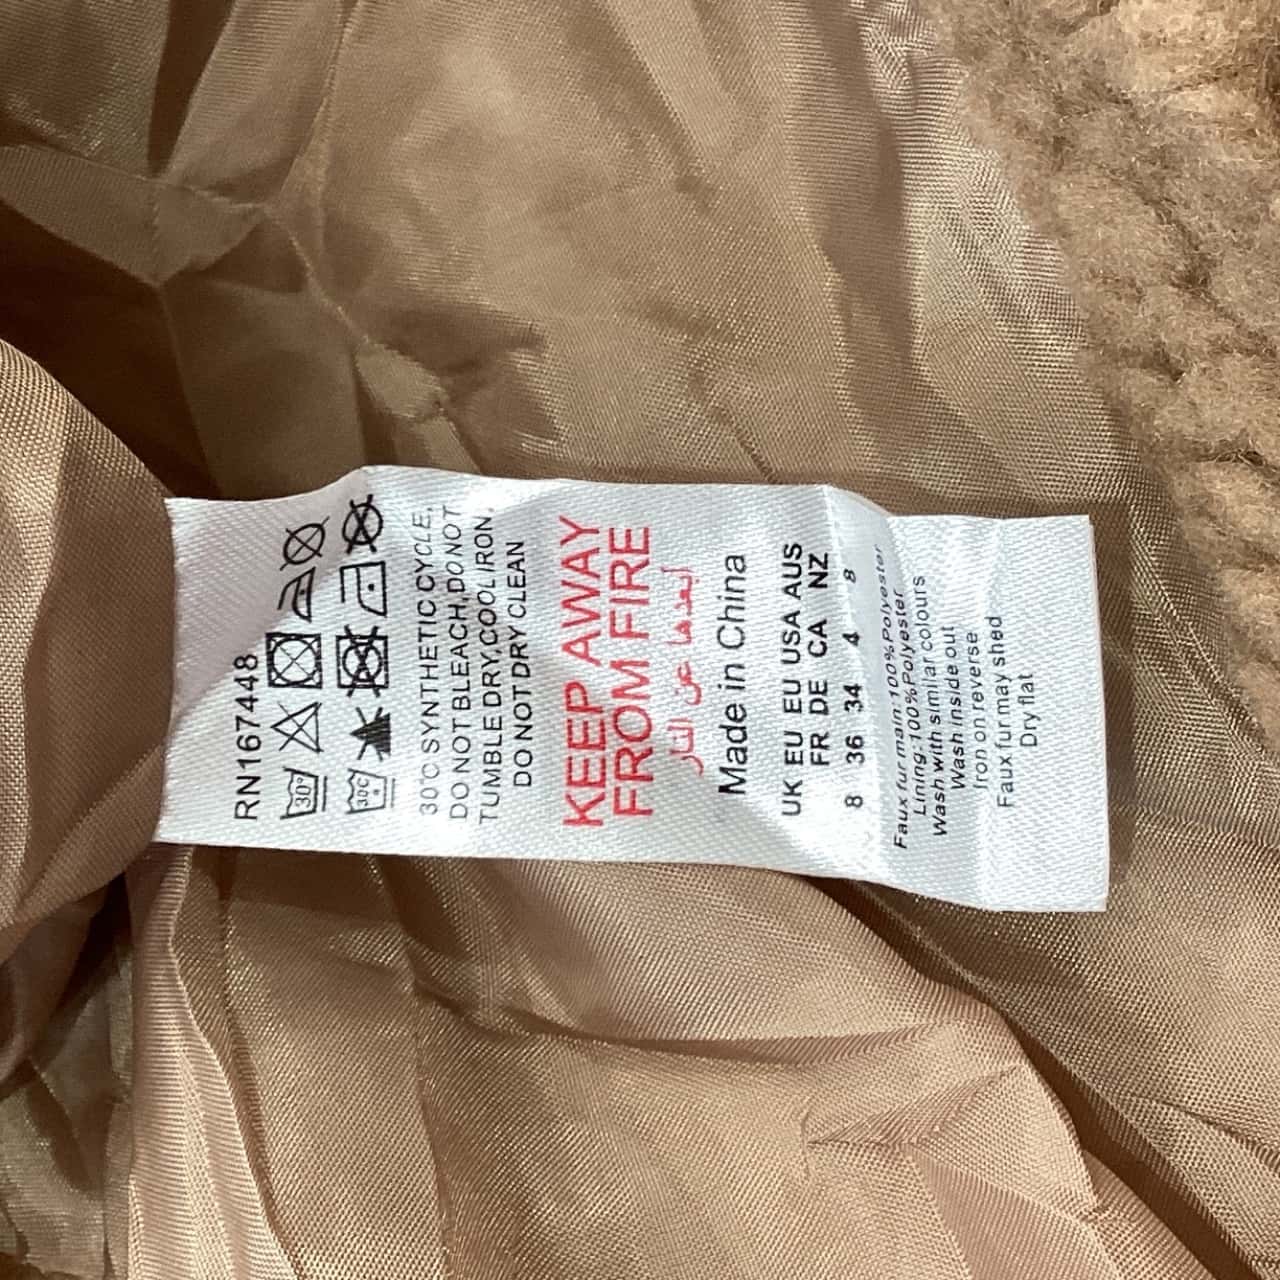 RN167448
30°
30C
30°C SYNTHETIC CYCLE,
DO NOT BLEACH,DO NOT
TUMBLE DRY,COOL IRON,
DO NOT DRY CLEAN
KEEP AWAY
FROM FIRE
ابعدها عن النار
Made in China
UK EU EU USA AUS
FR DE CA NZ
8 36 34 4 8
Faux fur main:100%Polyester
Lining:100%Polyester
Wash with similar colours
Wash inside out
Iron on reverse
Faux fur may shed
Dry flat